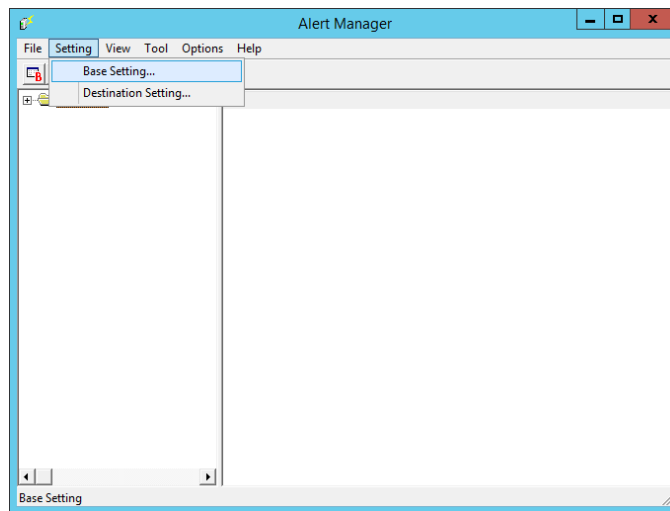 Alert Manager
File Setting View Tool Options Help
B
Base Setting...
Destination Setting...
Base Setting